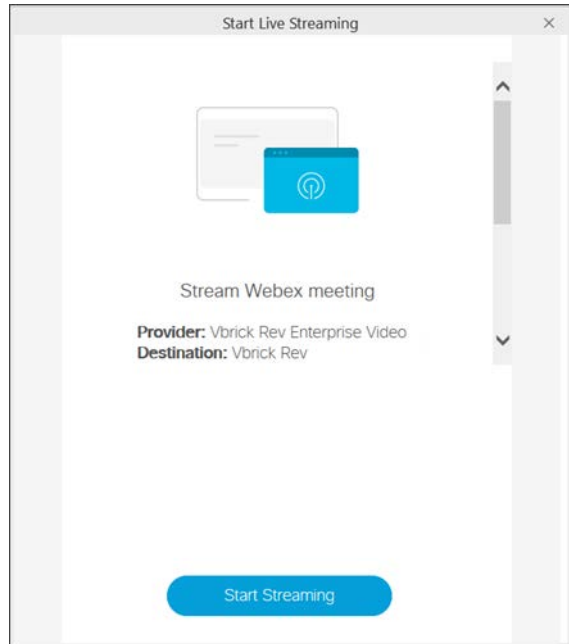 Start Live Streaming
Stream Webex meeting
Provider: Vbrick Rev Enterprise Video
Destination: Vbrick Rev
Start Streaming